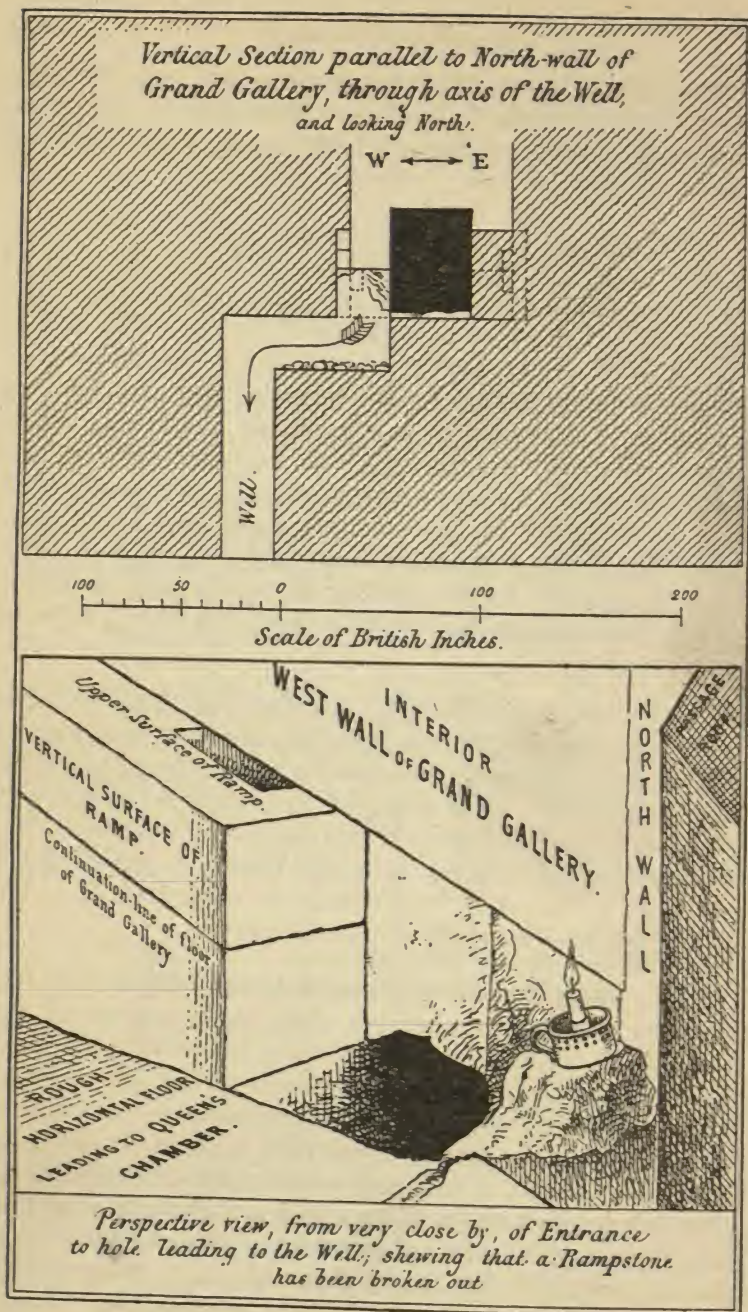 Vertical Section parallel to North-wall of
Grand Gallery, through axis of the Well,
and looking North.
W E
Well.
100 50 0 100 200
Scale of British Inches.
Upper Surface of Ramp.
VERTICAL SURFACE OF
RAMP.
Continuation-line of floor
of Grand Gallery
INTERIOR
WEST WALL OF GRAND GALLERY.
NORTH WALL
PASSAGE
ROOF.
ROUGH
HORIZONTAL FLOOR
LEADING TO QUEEN'S
CHAMBER.
Perspective view, from very close by, of Entrance
to hole leading to the Well; shewing that a Rampstone
has been broken out